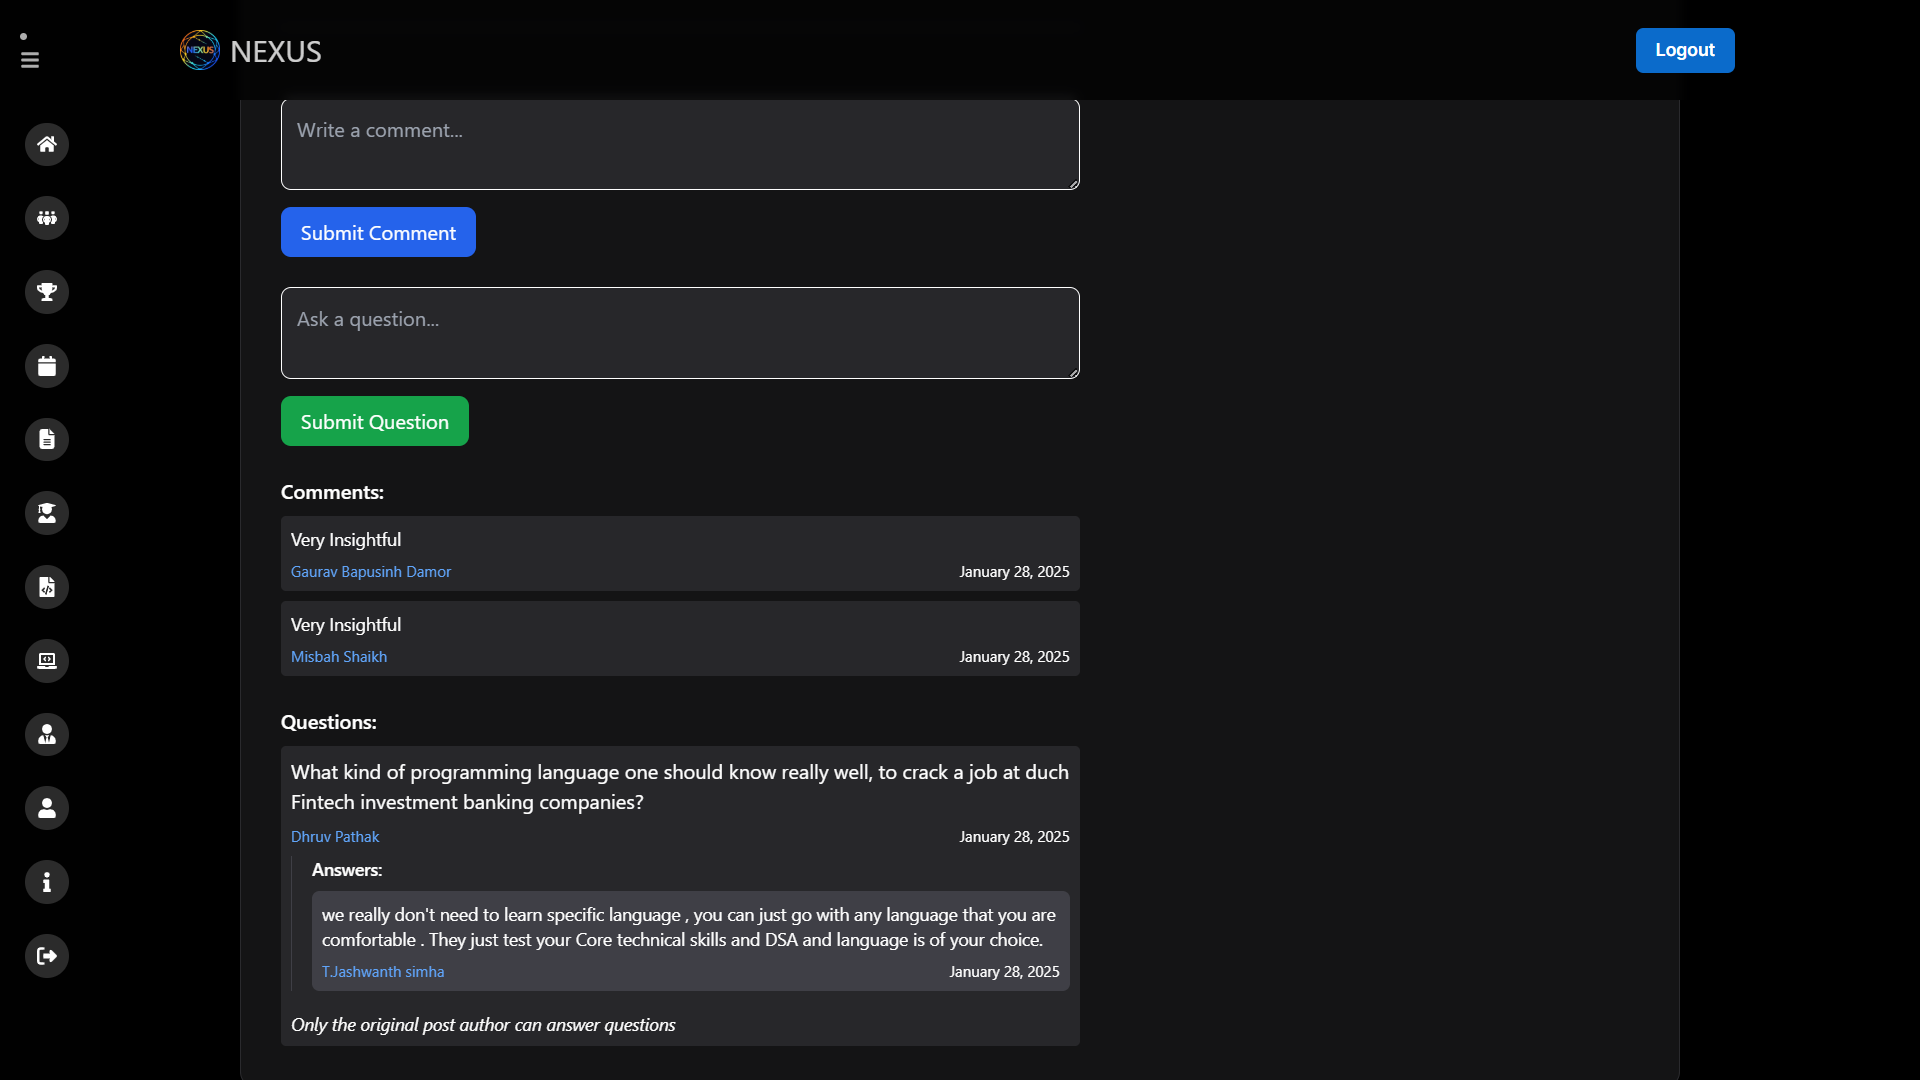 NEXUS
NEXUS
Logout
Write a comment...
Submit Comment
Ask a question...
Submit Question
Comments:
Very Insightful
Gaurav Bapusinh Damor
January 28, 2025
Very Insightful
Misbah Shaikh
January 28, 2025
Questions:
What kind of programming language one should know really well, to crack a job at duch
Fintech investment banking companies?
Dhruv Pathak
January 28, 2025
Answers:
we really don't need to learn specific language , you can just go with any language that you are
comfortable . They just test your Core technical skills and DSA and language is of your choice.
T.Jashwanth simha
January 28, 2025
Only the original post author can answer questions